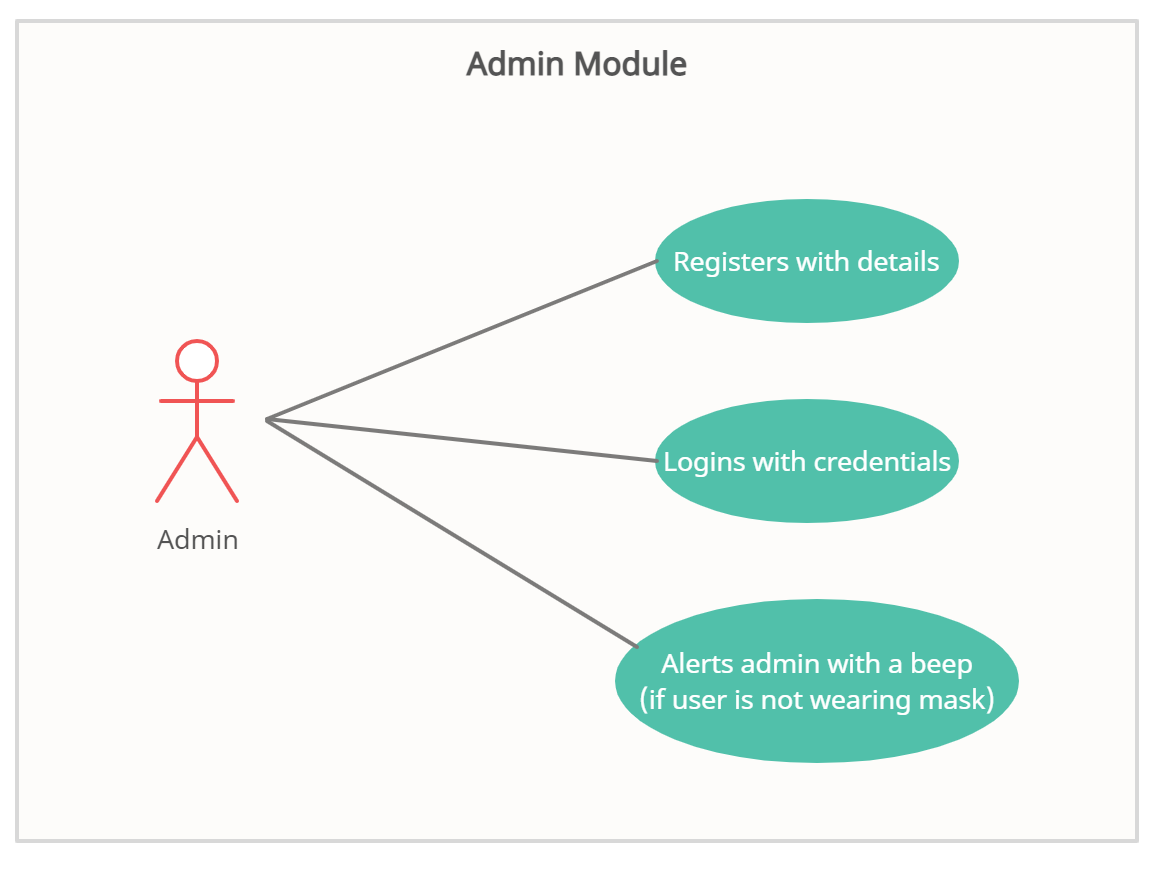 Admin Module
Registers with details
Logins with credentials
Admin
Alerts admin with a beep
(if user is not wearing mask)